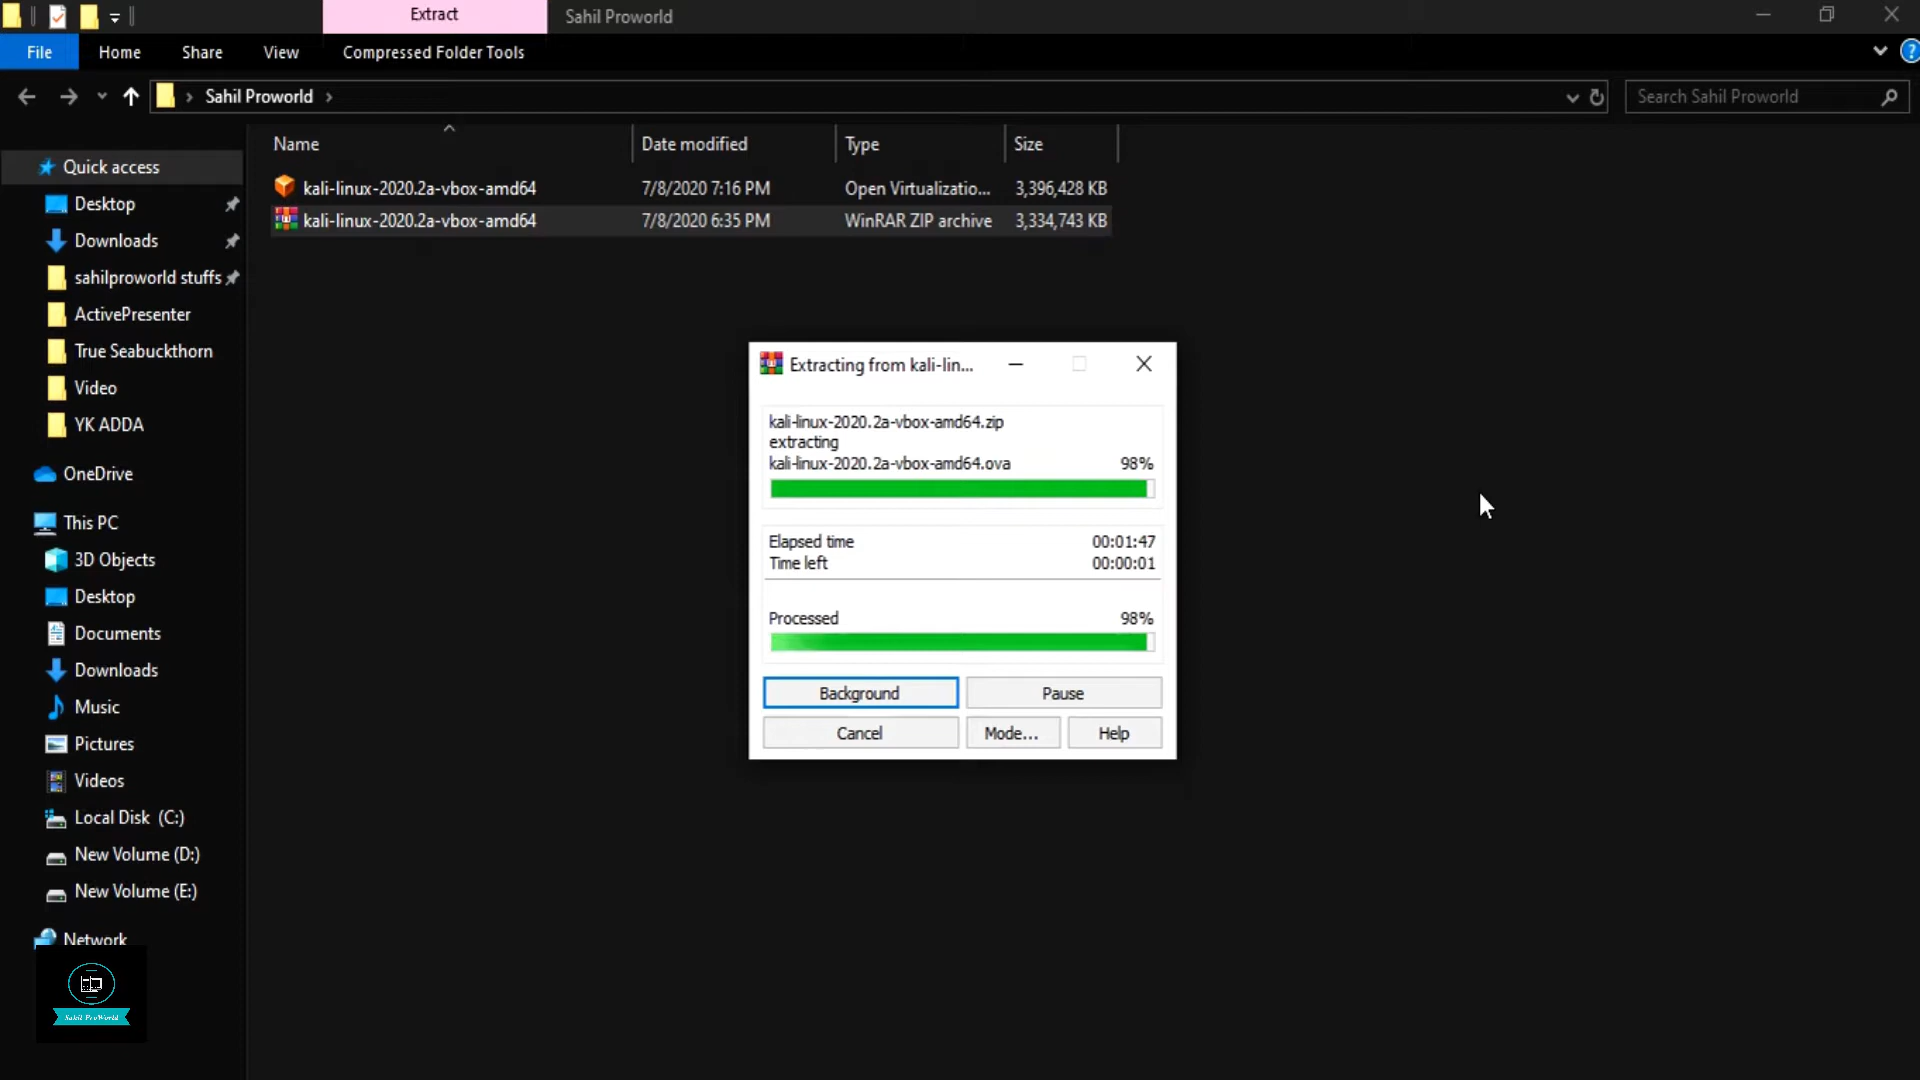 Extract
Sahil Proworld
File Home Share View Compressed Folder Tools
Sahil Proworld
Search Sahil Proworld
Name Date modified Type Size
kali-linux-2020.2a-vbox-amd64 7/8/2020 7:16 PM Open Virtualizatio... 3,396,428 KB
kali-linux-2020.2a-vbox-amd64 7/8/2020 6:35 PM WinRAR ZIP archive 3,334,743 KB
Quick access
Desktop
Downloads
sahilproworld stuffs
ActivePresenter
True Seabuckthorn
Video
YK ADDA
OneDrive
This PC
3D Objects
Desktop
Documents
Downloads
Music
Pictures
Videos
Local Disk (C:)
New Volume (D:)
New Volume (E:)
Network
Sahil ProWorld
Extracting from kali-lin...
kali-linux-2020.2a-vbox-amd64.zip
extracting
kali-linux-2020.2a-vbox-amd64.ova 98%
Elapsed time 00:01:47
Time left 00:00:01
Processed 98%
Background Pause
Cancel Mode... Help